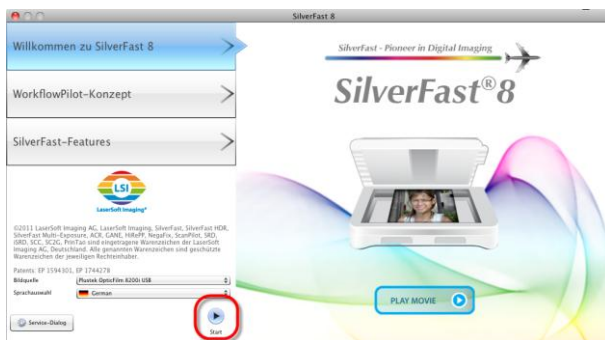 SilverFast 8
Willkommen zu SilverFast 8
WorkflowPilot-Konzept
SilverFast-Features
LSI
LaserSoft Imaging®
©2011 LaserSoft Imaging AG, LaserSoft Imaging, SilverFast, SilverFast HDR,
SilverFast Multi-Exposure, ACR, GANE, HiRePP, NegaFix, ScanPilot, SRD,
iSRD, SCC, SC2G, PrinTao sind eingetragene Warenzeichen der LaserSoft
Imaging AG, Deutschland. Alle genannten Warenzeichen sind geschützte
Warenzeichen der jeweiligen Rechteinhaber.
Patents: EP 1594301, EP 1744278
Bildquelle Plustek OpticFilm 8200i USB
Sprachauswahl German
Service-Dialog
Start
SilverFast - Pioneer in Digital Imaging
SilverFast®8
PLAY MOVIE